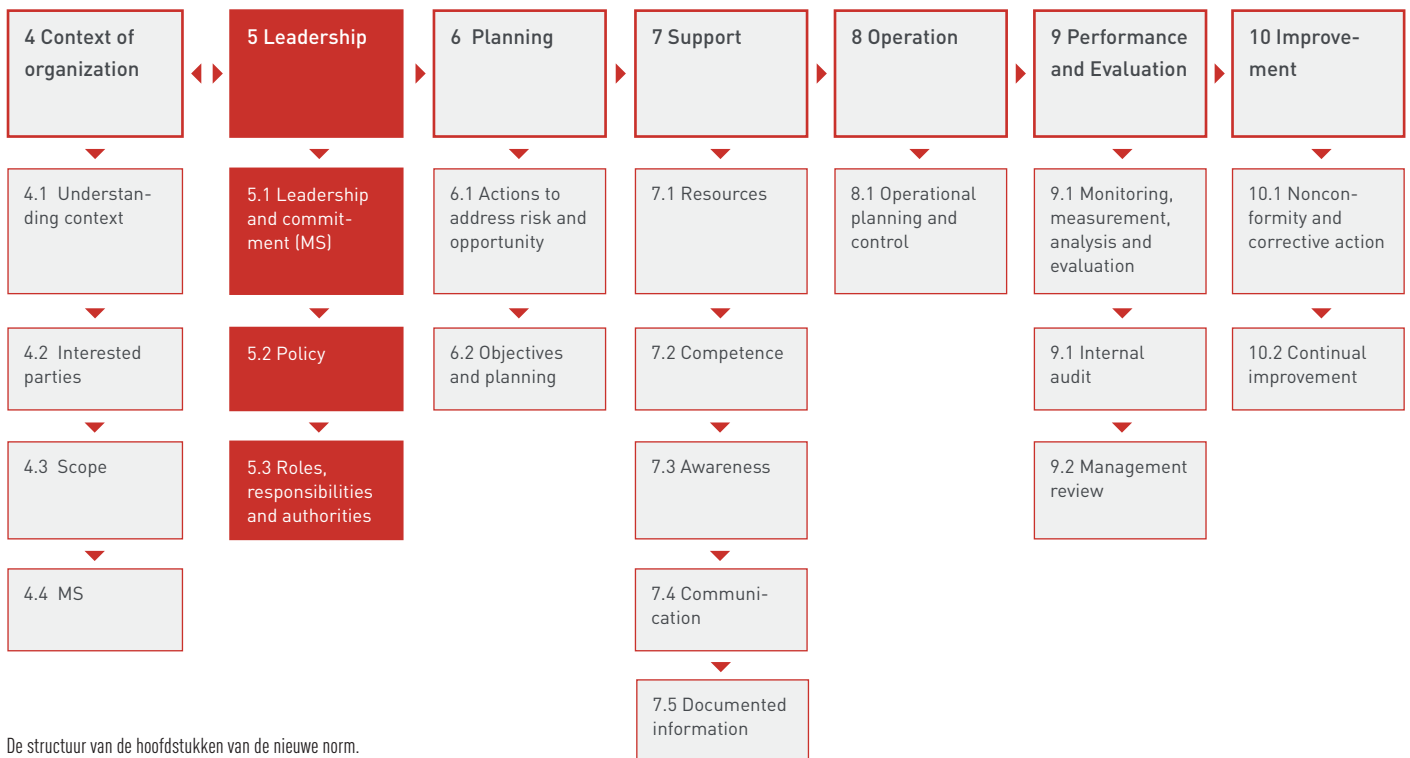 4 Context of
organization
5 Leadership
6 Planning
7 Support
8 Operation
9 Performance
and Evaluation
10 Improve-
ment
4.1 Understan-
ding context
5.1 Leadership
and commit-
ment (MS)
6.1 Actions to
address risk and
opportunity
7.1 Resources
8.1 Operational
planning and
control
9.1 Monitoring,
measurement,
analysis and
evaluation
10.1 Noncon-
formity and
corrective action
4.2 Interested
parties
5.2 Policy
6.2 Objectives
and planning
7.2 Competence
9.1 Internal
audit
10.2 Continual
improvement
4.3 Scope
5.3 Roles,
responsibilities
and authorities
7.3 Awareness
9.2 Management
review
4.4 MS
7.4 Communi-
cation
7.5 Documented
information
De structuur van de hoofdstukken van de nieuwe norm.